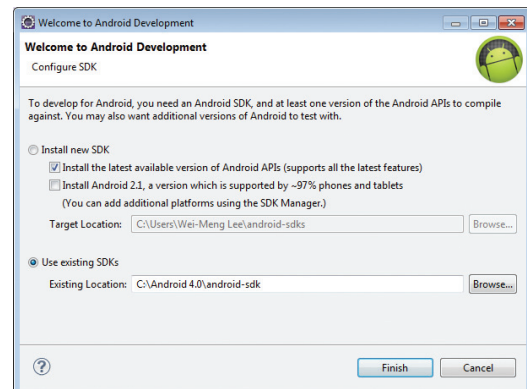 Welcome to Android Development
Welcome to Android Development
Configure SDK
To develop for Android, you need an Android SDK, and at least one version of the Android APIs to compile
against. You may also want additional versions of Android to test with.
Install new SDK
Install the latest available version of Android APIs (supports all the latest features)
Install Android 2.1, a version which is supported by ~97% phones and tablets
(You can add additional platforms using the SDK Manager.)
Target Location: C:\Users\Wei-Meng Lee\android-sdks Browse...
Use existing SDKs
Existing Location: C:\Android 4.0\android-sdk Browse...
? Finish Cancel